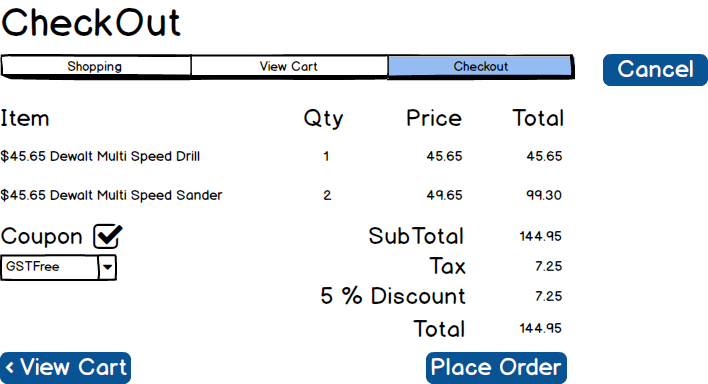 CheckOut
Shopping View Cart Checkout
Cancel
Item Qty Price Total
$45.65 Dewalt Multi Speed Drill 1 45.65 45.65
$45.65 Dewalt Multi Speed Sander 2 49.65 99.30
Coupon SubTotal 144.95
GSTFree Tax 7.25
5 % Discount 7.25
Total 144.95
< View Cart Place Order